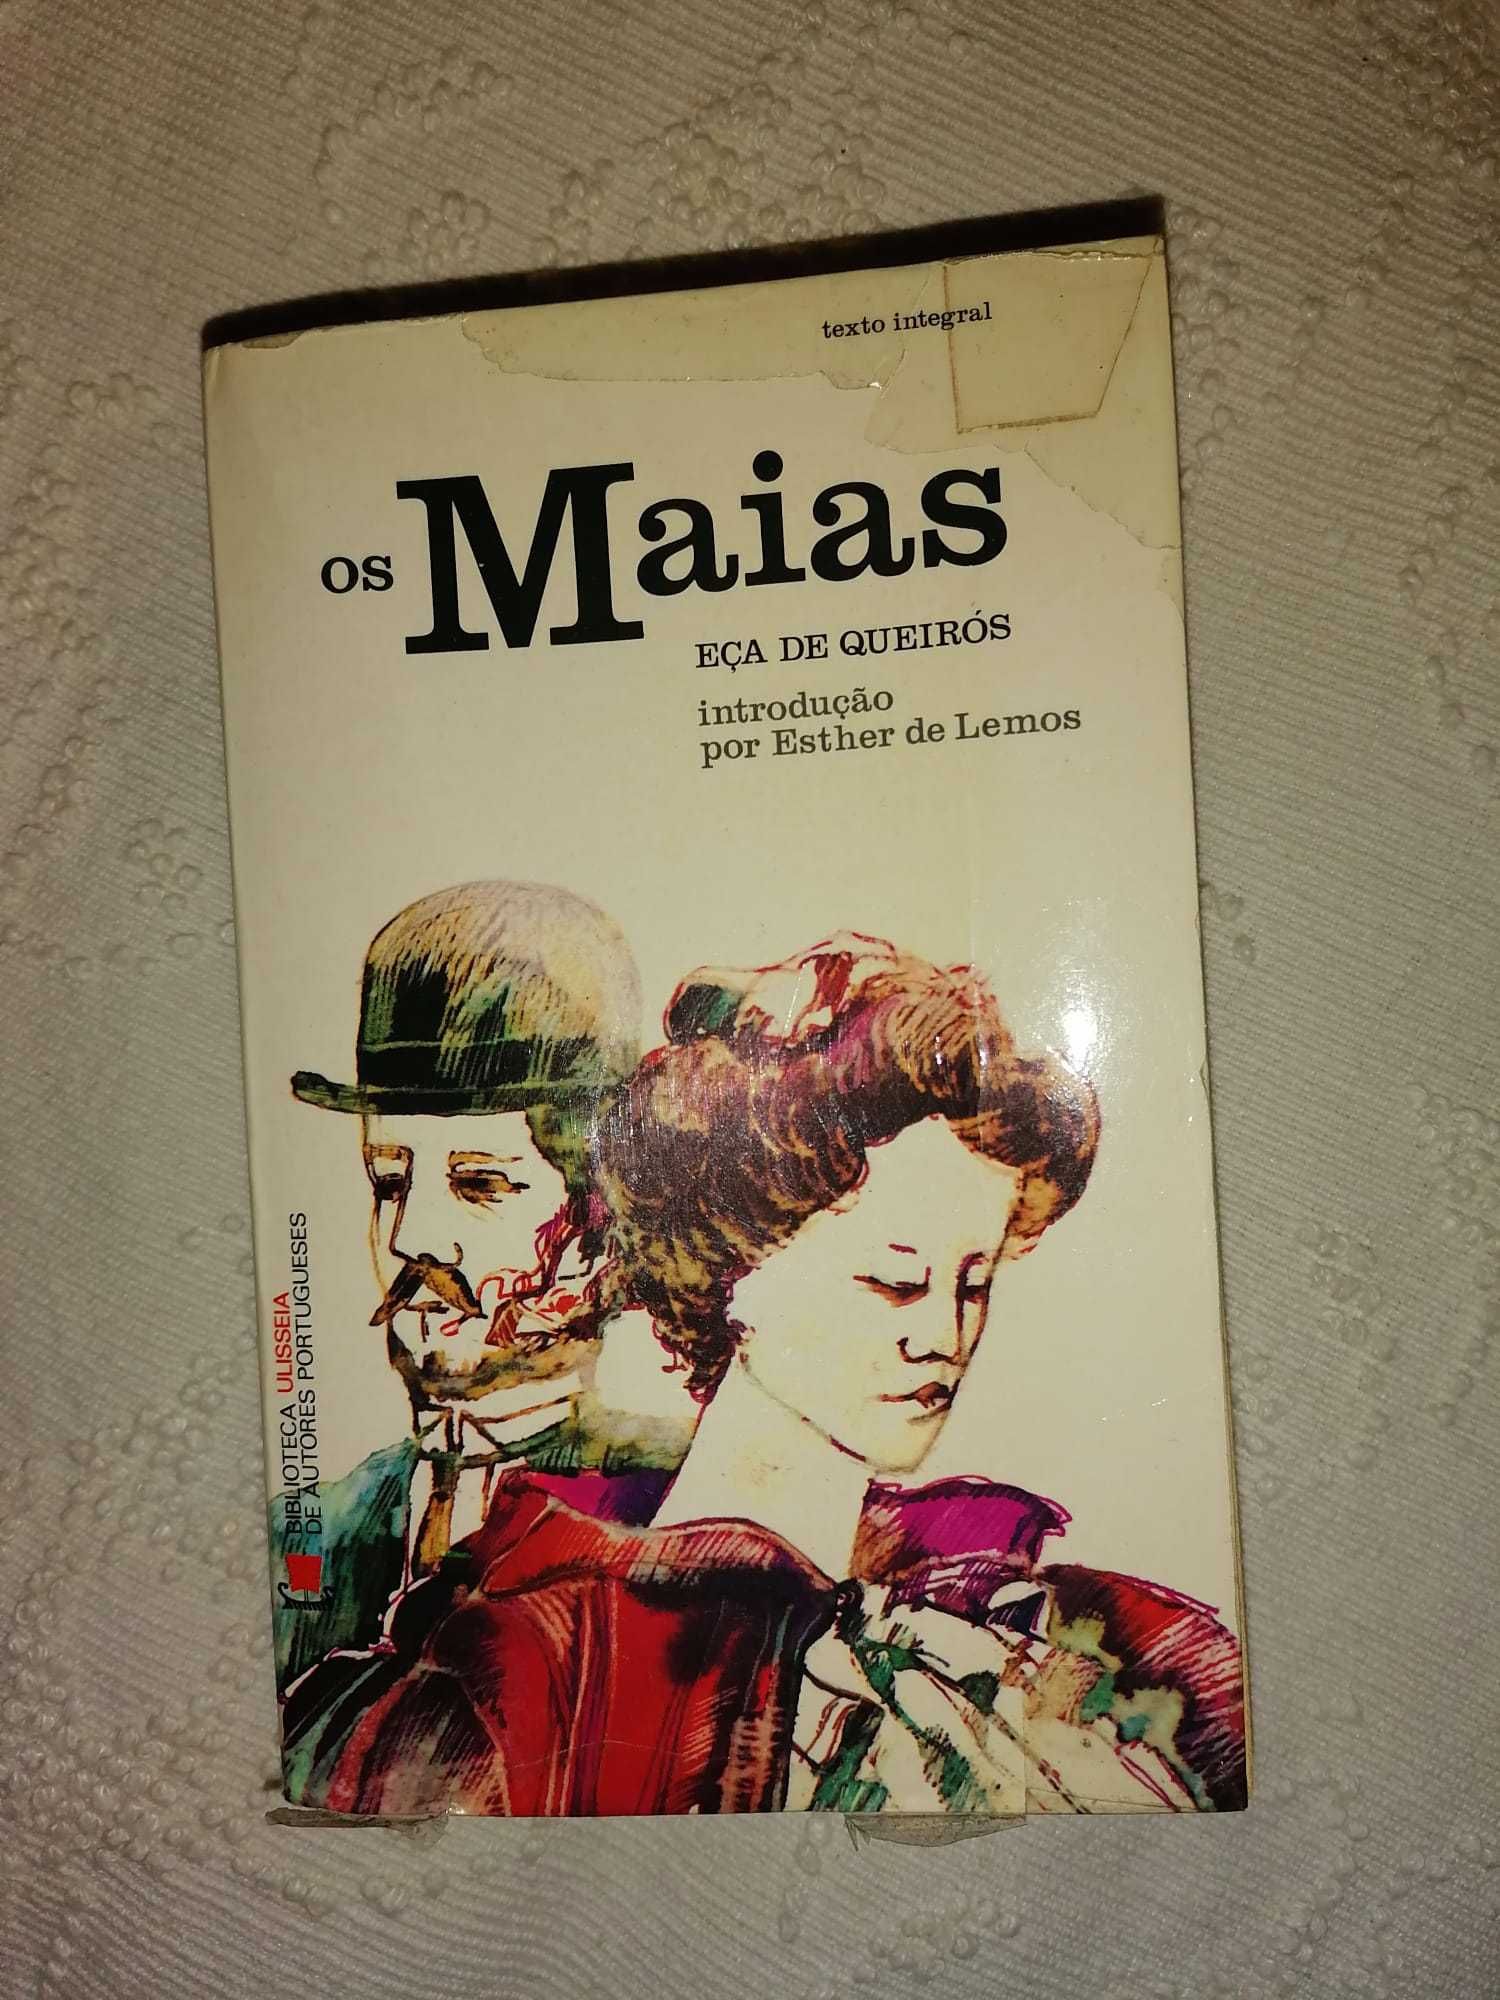 texto integral
os Maias
EÇA DE QUEIRÓS
introdução
por Esther de Lemos
BIBLIOTECA ULISSEIA
DE AUTORES PORTUGUESES